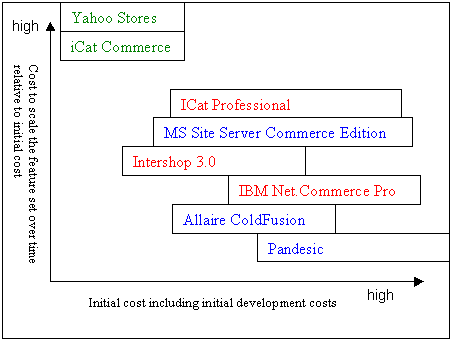 Yahoo Stores
high
iCat Commerce
Cost to scale the feature set over time
relative to initial cost
ICat Professional
MS Site Server Commerce Edition
Intershop 3.0
IBM Net.Commerce Pro
Allaire ColdFusion
Pandesic
Initial cost including initial development costs
high